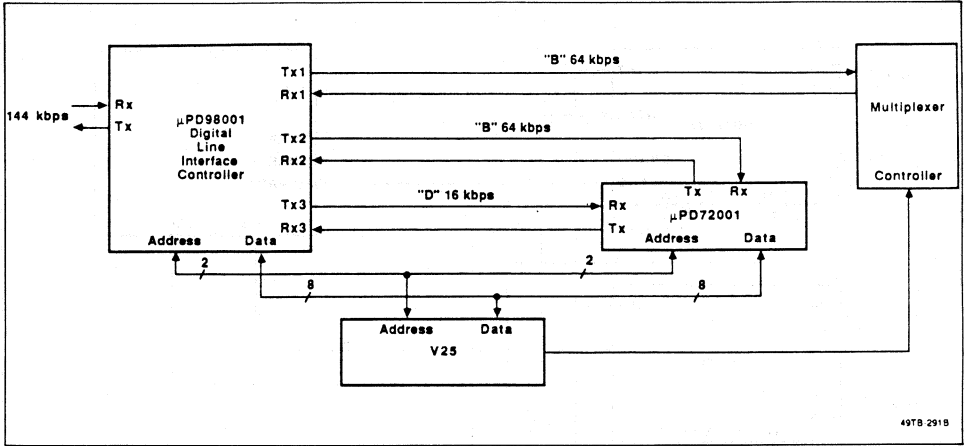 "B" 64 kbps
Tx1
Rx1
144 kbps
Rx
Tx
μPD98001
Digital
Line
Interface
Controller
"B" 64 kbps
Tx2
Rx2
Multiplexer
Controller
"D" 16 kbps
Tx3
Rx3
Tx Rx
Rx
Tx
μPD72001
Address Data
Address Data
2
2
8
8
Address Data
V25
49TB-291B